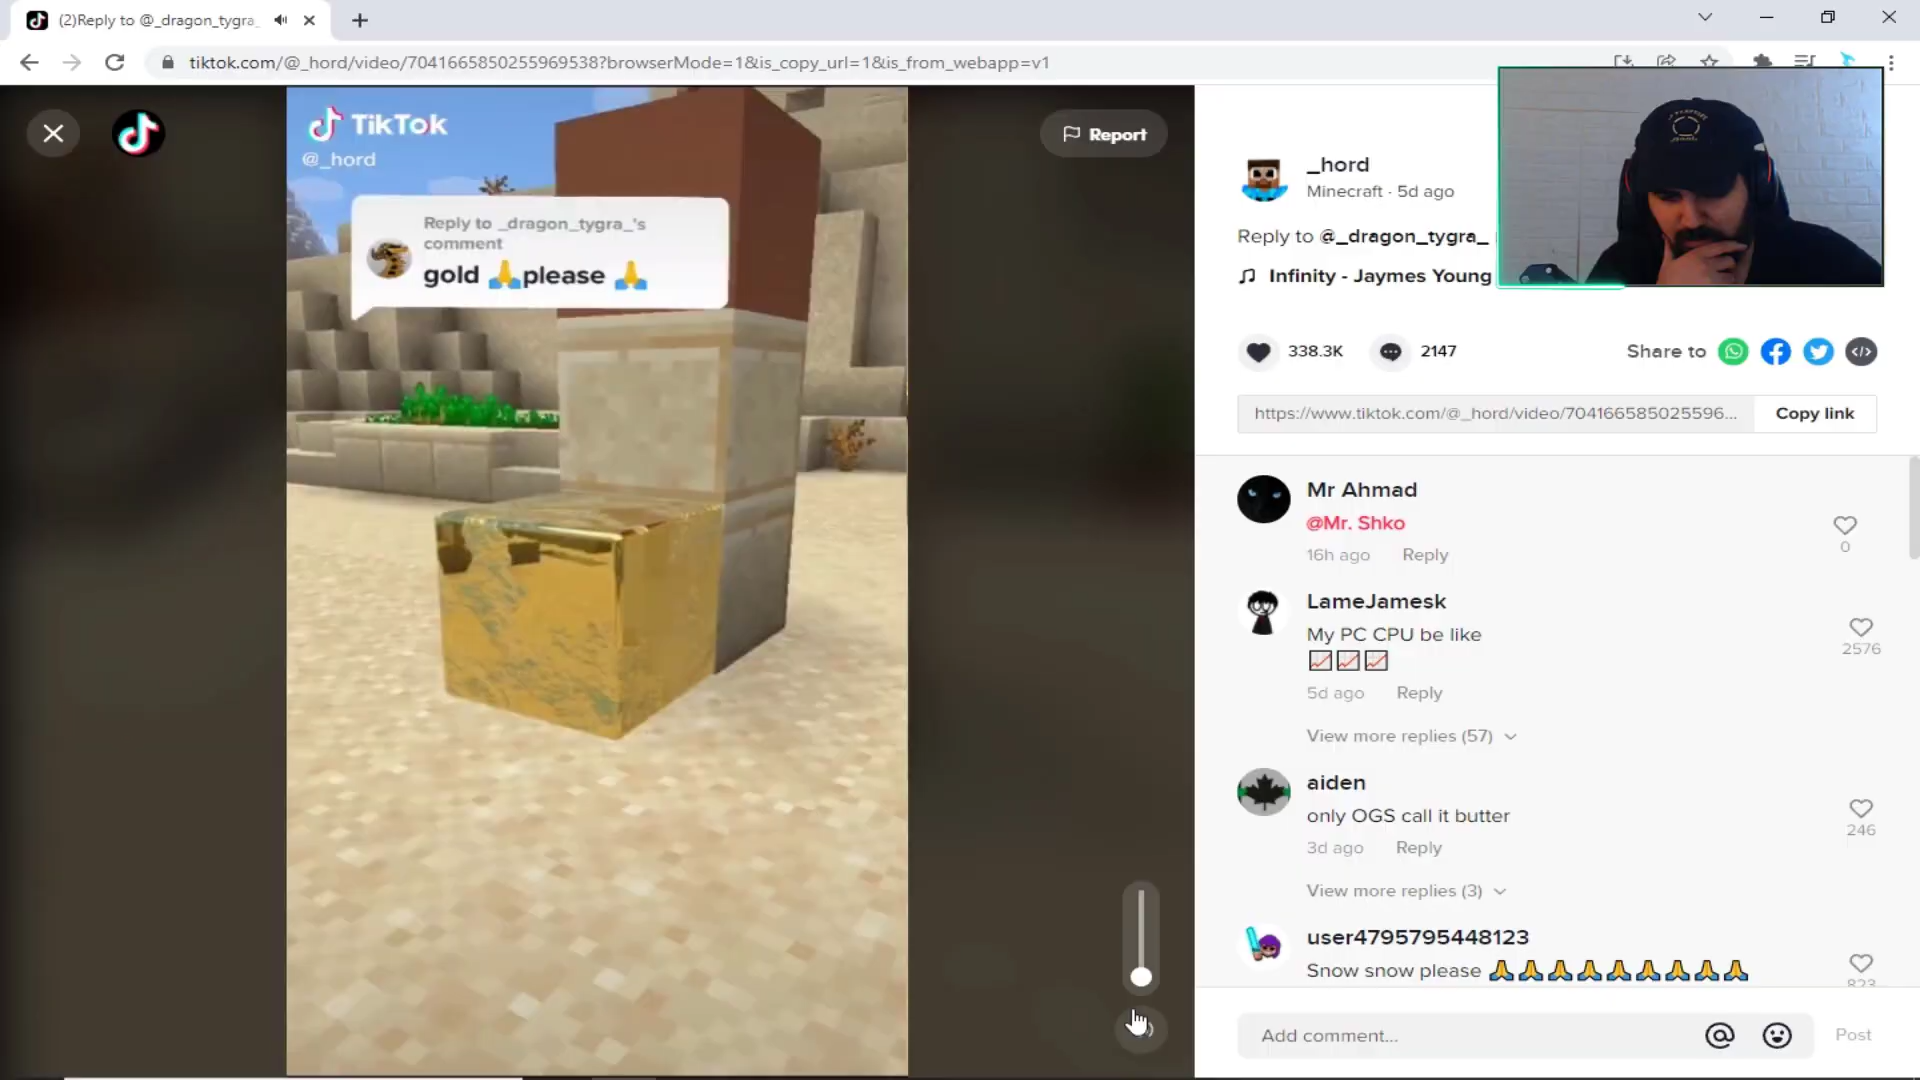 (2)Reply to @_dragon_tygra_
tiktok.com/@_hord/video/7041665850255969538?browserMode=1&is_copy_url=1&is_from_webapp=v1
TikTok
@_hord
Report
Reply to _dragon_tygra_'s
comment
gold 🙏please 🙏
_hord
Minecraft · 5d ago
Reply to @_dragon_tygra_
Infinity - Jaymes Young
338.3K
2147
Share to
https://www.tiktok.com/@_hord/video/704166585025596...
Copy link
Mr Ahmad
@Mr. Shko
16h ago
Reply
0
LameJamesk
My PC CPU be like
📈📈📈
5d ago
Reply
2576
View more replies (57)
aiden
only OGS call it butter
3d ago
Reply
246
View more replies (3)
user4795795448123
Snow snow please 🙏🙏🙏🙏🙏🙏🙏🙏🙏
823
Add comment...
Post